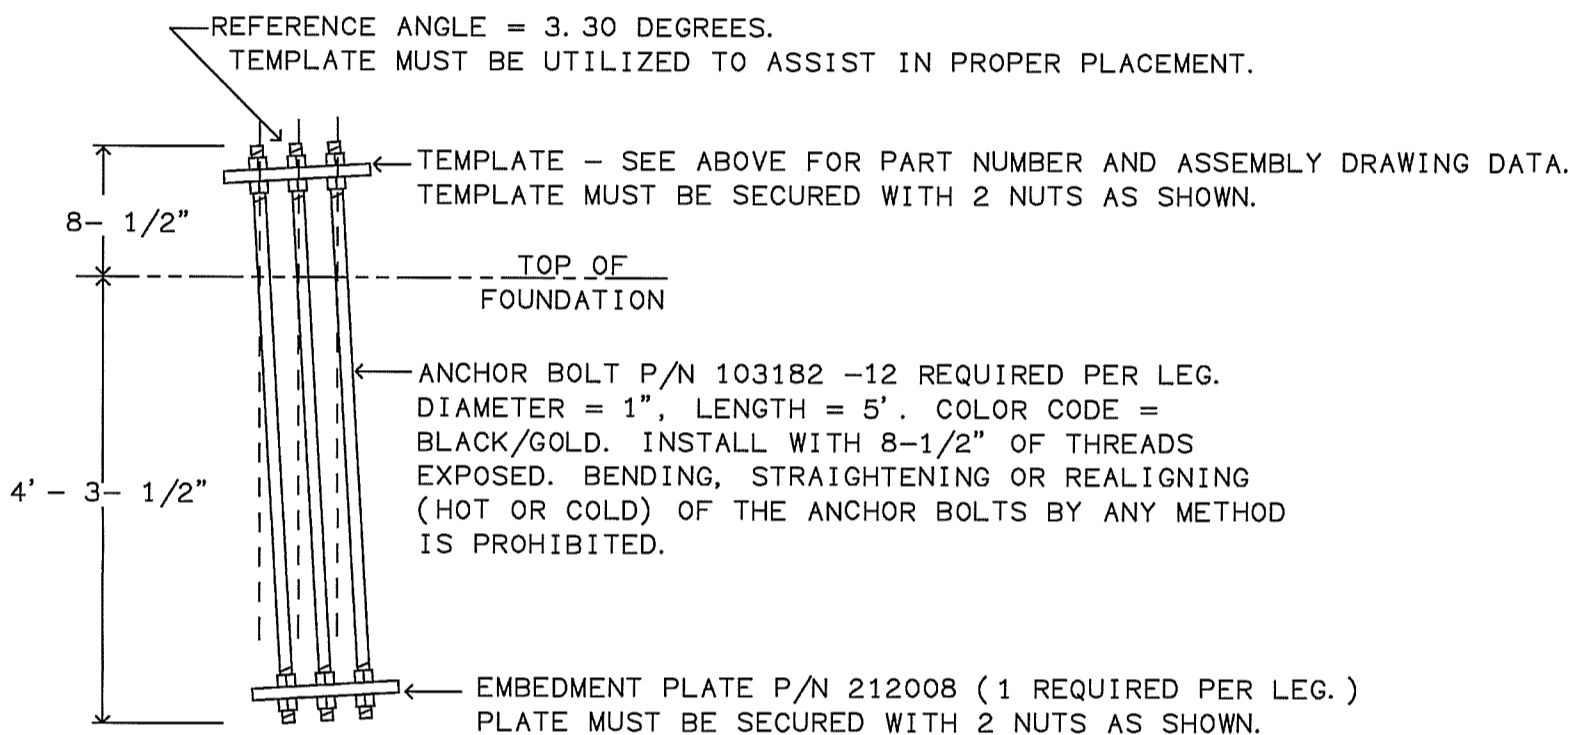 REFERENCE ANGLE = 3.30 DEGREES.
TEMPLATE MUST BE UTILIZED TO ASSIST IN PROPER PLACEMENT.
TEMPLATE – SEE ABOVE FOR PART NUMBER AND ASSEMBLY DRAWING DATA.
TEMPLATE MUST BE SECURED WITH 2 NUTS AS SHOWN.
8– 1/2"
TOP OF
FOUNDATION
ANCHOR BOLT P/N 103182 –12 REQUIRED PER LEG.
DIAMETER = 1", LENGTH = 5'. COLOR CODE =
BLACK/GOLD. INSTALL WITH 8–1/2" OF THREADS
EXPOSED. BENDING, STRAIGHTENING OR REALIGNING
(HOT OR COLD) OF THE ANCHOR BOLTS BY ANY METHOD
IS PROHIBITED.
4' – 3– 1/2"
EMBEDMENT PLATE P/N 212008 (1 REQUIRED PER LEG.)
PLATE MUST BE SECURED WITH 2 NUTS AS SHOWN.